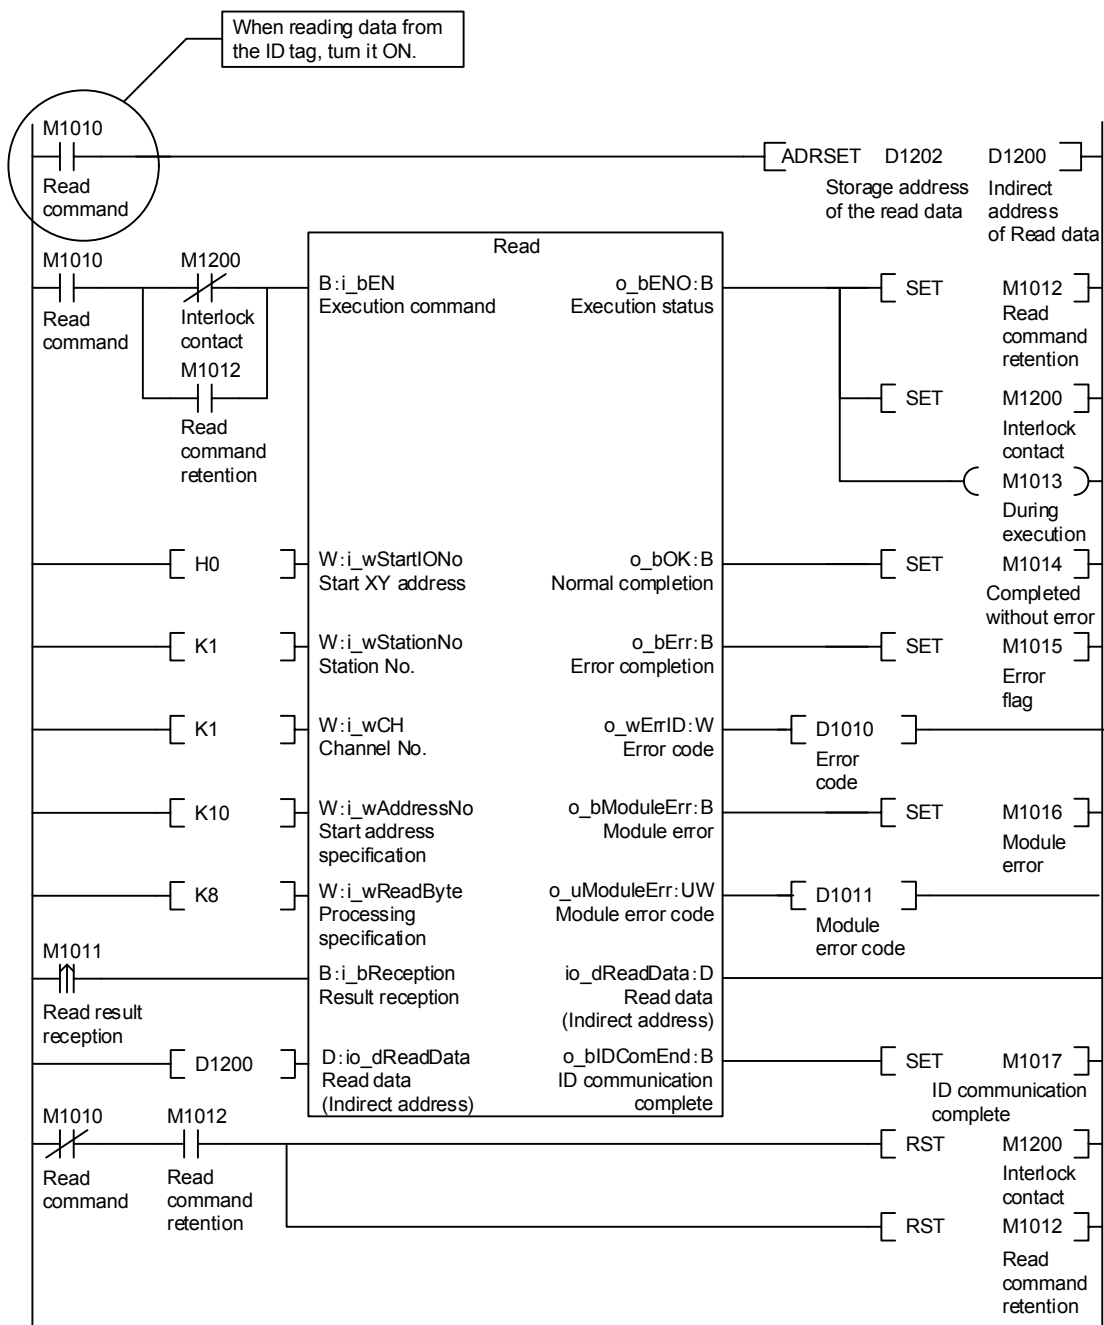 When reading data from
the ID tag, turn it ON.
M1010
Read
command
ADRSET D1202 D1200
Storage address
of the read data
Indirect
address
of Read data
M1010
Read
command
M1200
Interlock
contact
M1012
Read
command
retention
Read
B:i_bEN
Execution command
o_bENO:B
Execution status
SET M1012
Read
command
retention
SET M1200
Interlock
contact
M1013
During
execution
H0
W:i_wStartIONo
Start XY address
o_bOK:B
Normal completion
SET M1014
Completed
without error
K1
W:i_wStationNo
Station No.
o_bErr:B
Error completion
SET M1015
Error
flag
K1
W:i_wCH
Channel No.
o_wErrID:W
Error code
D1010
Error
code
K10
W:i_wAddressNo
Start address
specification
o_bModuleErr:B
Module error
SET M1016
Module
error
K8
W:i_wReadByte
Processing
specification
o_uModuleErr:UW
Module error code
D1011
Module
error code
M1011
Read result
reception
B:i_bReception
Result reception
io_dReadData:D
Read data
(Indirect address)
D1200
D:io_dReadData
Read data
(Indirect address)
o_bIDComEnd:B
ID communication
complete
SET M1017
ID communication
complete
M1010
Read
command
M1012
Read
command
retention
RST M1200
Interlock
contact
RST M1012
Read
command
retention